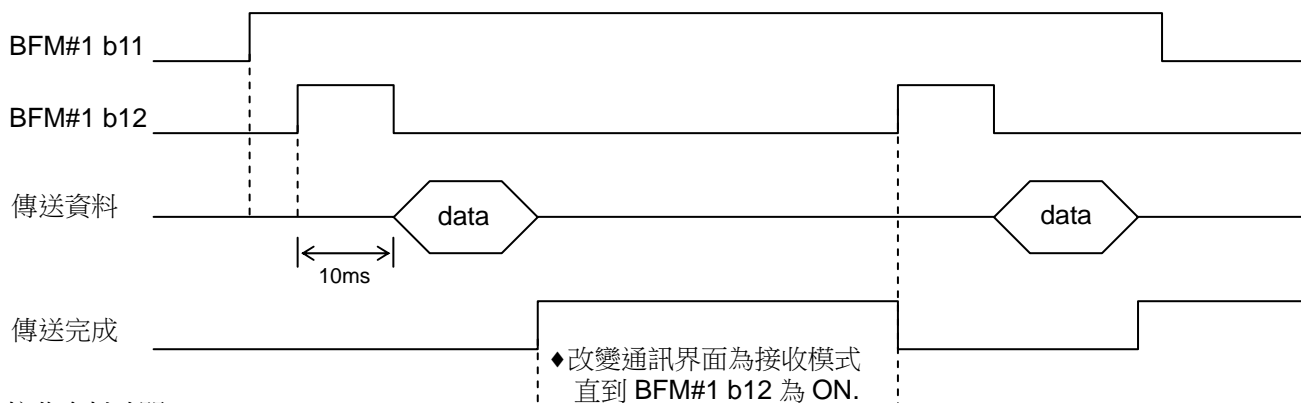 BFM#1 b11
BFM#1 b12
傳送資料
data
data
10ms
傳送完成
♦改變通訊界面為接收模式
直到 BFM#1 b12 為 ON.